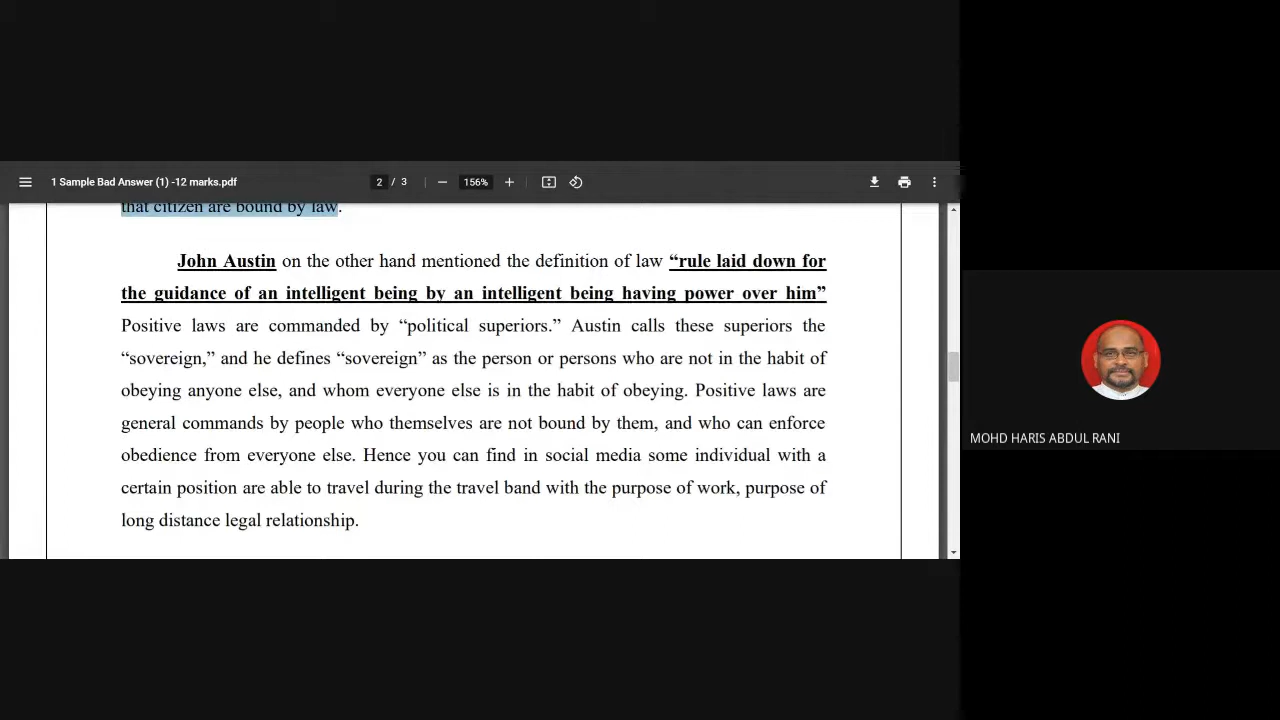 1 Sample Bad Answer (1) -12 marks.pdf
2 / 3
156%
that citizen are bound by law.
John Austin on the other hand mentioned the definition of law “rule laid down for
the guidance of an intelligent being by an intelligent being having power over him”
Positive laws are commanded by “political superiors.” Austin calls these superiors the
“sovereign,” and he defines “sovereign” as the person or persons who are not in the habit of
obeying anyone else, and whom everyone else is in the habit of obeying. Positive laws are
general commands by people who themselves are not bound by them, and who can enforce
obedience from everyone else. Hence you can find in social media some individual with a
certain position are able to travel during the travel band with the purpose of work, purpose of
long distance legal relationship.
MOHD HARIS ABDUL RANI